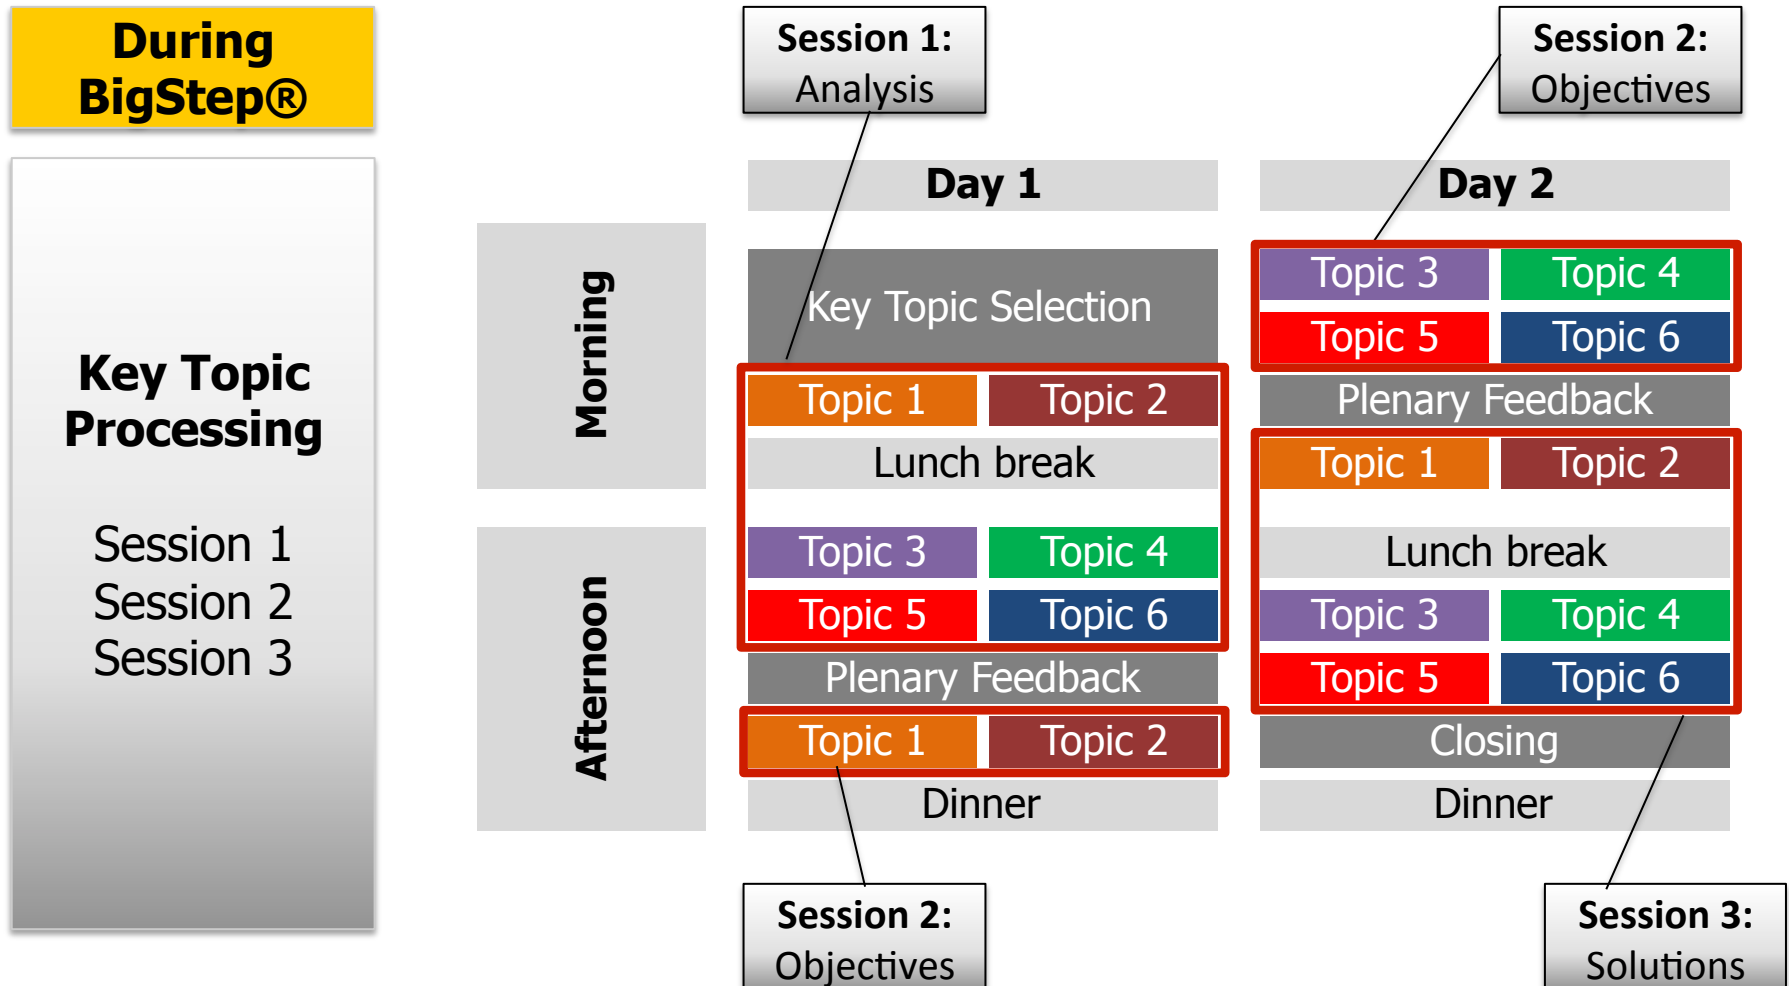 During
BigStep®
Key Topic
Processing
Session 1
Session 2
Session 3
Session 1:
Analysis
Session 2:
Objectives
Day 1
Day 2
Morning
Afternoon
Key Topic Selection
Topic 1 Topic 2
Lunch break
Topic 3 Topic 4
Topic 5 Topic 6
Plenary Feedback
Topic 1 Topic 2
Dinner
Topic 3 Topic 4
Topic 5 Topic 6
Plenary Feedback
Topic 1 Topic 2
Lunch break
Topic 3 Topic 4
Topic 5 Topic 6
Closing
Dinner
Session 2:
Objectives
Session 3:
Solutions